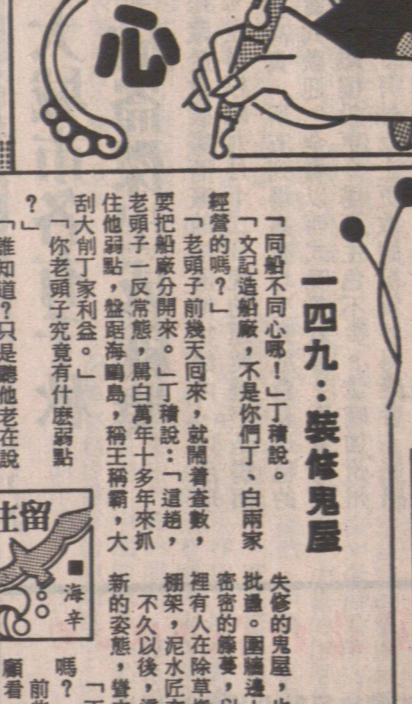 心
一四九：裝修鬼屋
「同船不同心哪！」丁積說。
「文記造船廠，不是你們丁、白兩家
經營的嗎？」
「老頭子前幾天回來，就鬧着查數，
要把船廠分開來。」丁積說：「這趟，
老頭子一反常態，罵白萬年十多年來抓
住他弱點，盤踞海鷗島，稱王稱霸，大
刮大削丁家利益。」
「你老頭子究竟有什麽弱點
？」
「誰知道？只是聽他老在說
失修的鬼屋，
批盪。圍牆邊
密密的藤蔓，以
裡有人在除草
棚架，泥水匠
不久以後，
新的姿態，
嗎？
前
顧看
留
■海辛